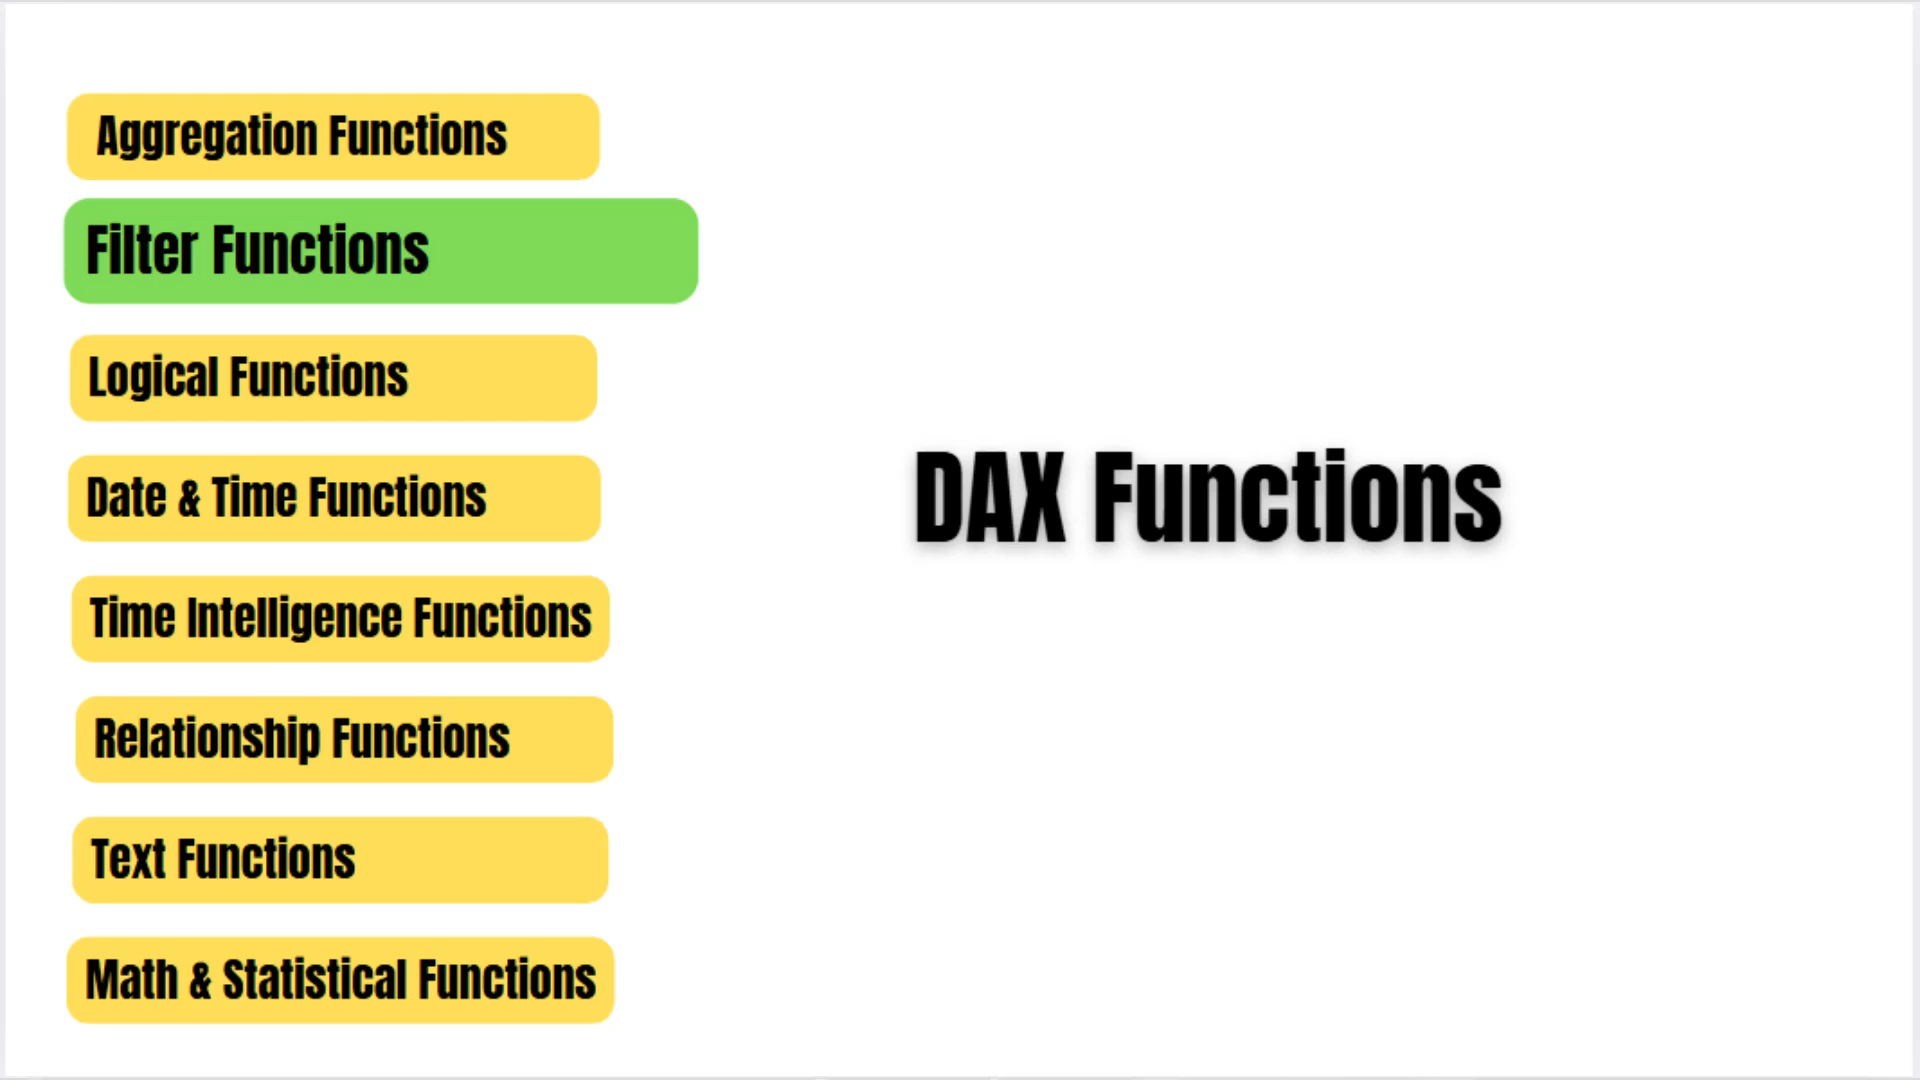 Aggregation Functions
Filter Functions
Logical Functions
Date & Time Functions
Time Intelligence Functions
Relationship Functions
Text Functions
Math & Statistical Functions
DAX Functions